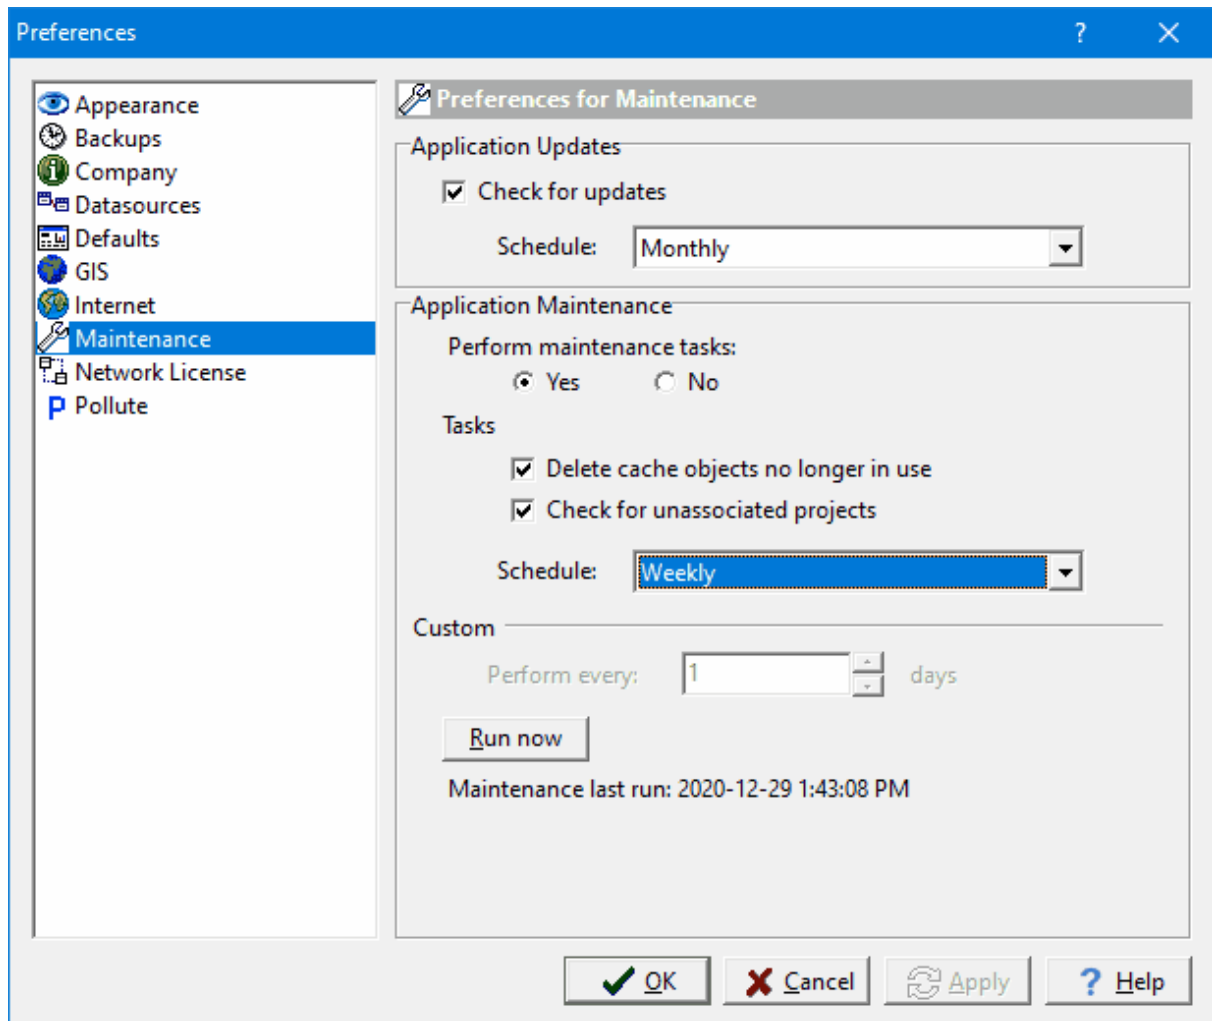 Preferences
?
Appearance
Backups
Company
Datasources
Defaults
GIS
Internet
Maintenance
Network License
P Pollute
Preferences for Maintenance
Application Updates
Check for updates
Schedule: Monthly
Application Maintenance
Perform maintenance tasks:
Yes No
Tasks
Delete cache objects no longer in use
Check for unassociated projects
Schedule: Weekly
Custom
Perform every: 1 days
Run now
Maintenance last run: 2020-12-29 1:43:08 PM
OK Cancel Apply ? Help